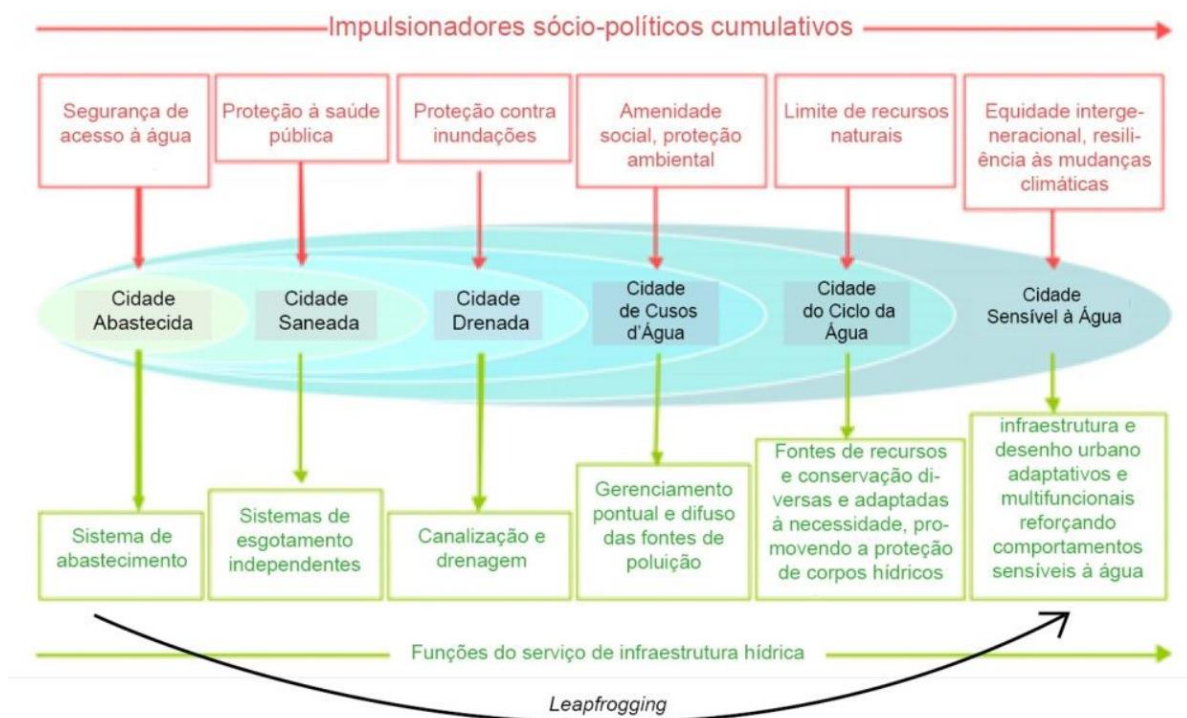 Impulsionadores sócio-políticos cumulativos
Segurança de
acesso à água
Proteção à saúde
pública
Proteção contra
inundações
Amenidade
social, proteção
ambiental
Limite de recursos
naturais
Equidade interge-
neracional, resili-
ência às mudanças
climáticas
Cidade
Abastecida
Cidade
Saneada
Cidade
Drenada
Cidade
de Cusos
d'Água
Cidade
do Ciclo da
Água
Cidade
Sensível à Água
Sistema de
abastecimento
Sistemas de
esgotamento
independentes
Canalização e
drenagem
Gerenciamento
pontual e difuso
das fontes de
poluição
Fontes de recursos
e conservação di-
versas e adaptadas
à necessidade, pro-
movendo a proteção
de corpos hídricos
infraestrutura e
desenho urbano
adaptativos e
multifuncionais
reforçando
comportamentos
sensíveis à água
Funções do serviço de infraestrutura hídrica
Leapfrogging